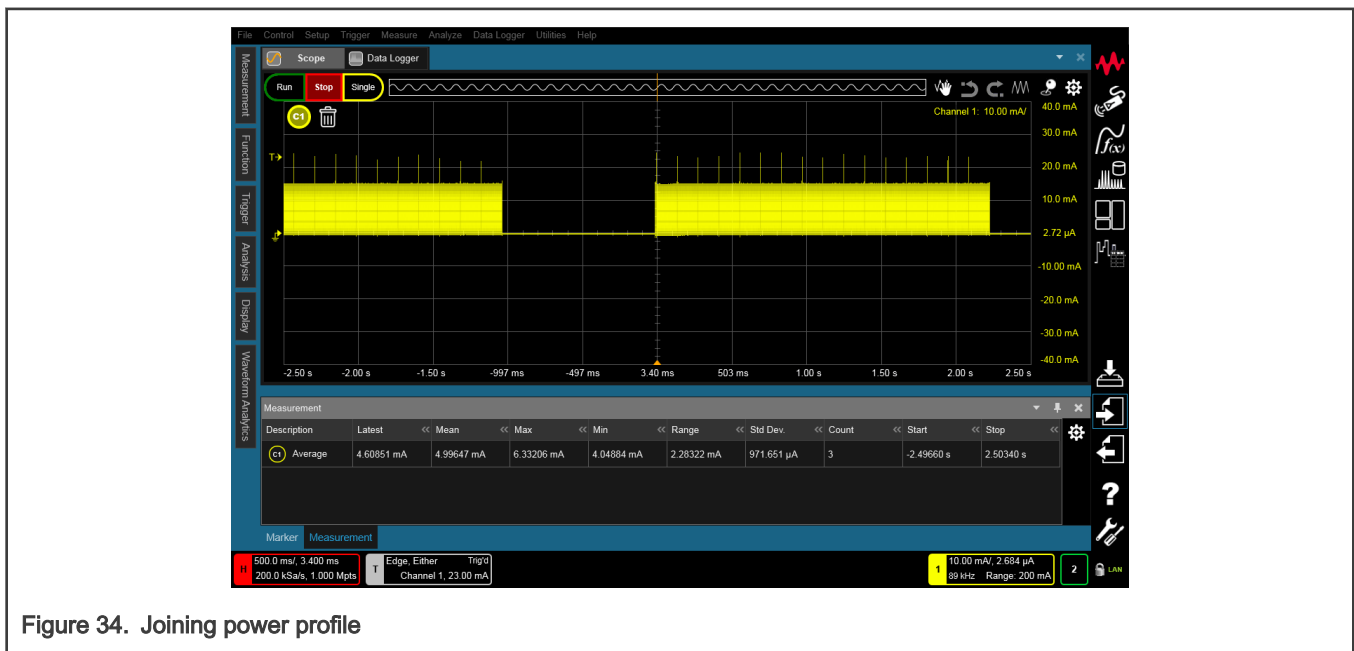 File Control Setup Trigger Measure Analyze Data Logger Utilities Help
Scope Data Logger
Measurement
Function
Trigger
Analysis
Display
Waveform Analytics
Run Stop Single
C1
Channel 1: 10.00 mA/
T
40.0 mA
30.0 mA
20.0 mA
10.0 mA
2.72 µA
-10.00 mA
-20.0 mA
-30.0 mA
-40.0 mA
-2.50 s -2.00 s -1.50 s -997 ms -497 ms 3.40 ms 503 ms 1.00 s 1.50 s 2.00 s 2.50 s
f(x)
Measurement
Description Latest Mean Max Min Range Std Dev. Count Start Stop
C1 Average 4.60851 mA 4.99647 mA 6.33206 mA 4.04884 mA 2.28322 mA 971.651 µA 3 -2.49660 s 2.50340 s
Marker Measurement
H 500.0 ms/, 3.400 ms
200.0 kSa/s, 1.000 Mpts
T Edge, Either Trig'd
Channel 1, 23.00 mA
1 10.00 mA/, 2.684 µA
89 kHz Range: 200 mA
2
LAN
?
Figure 34. Joining power profile